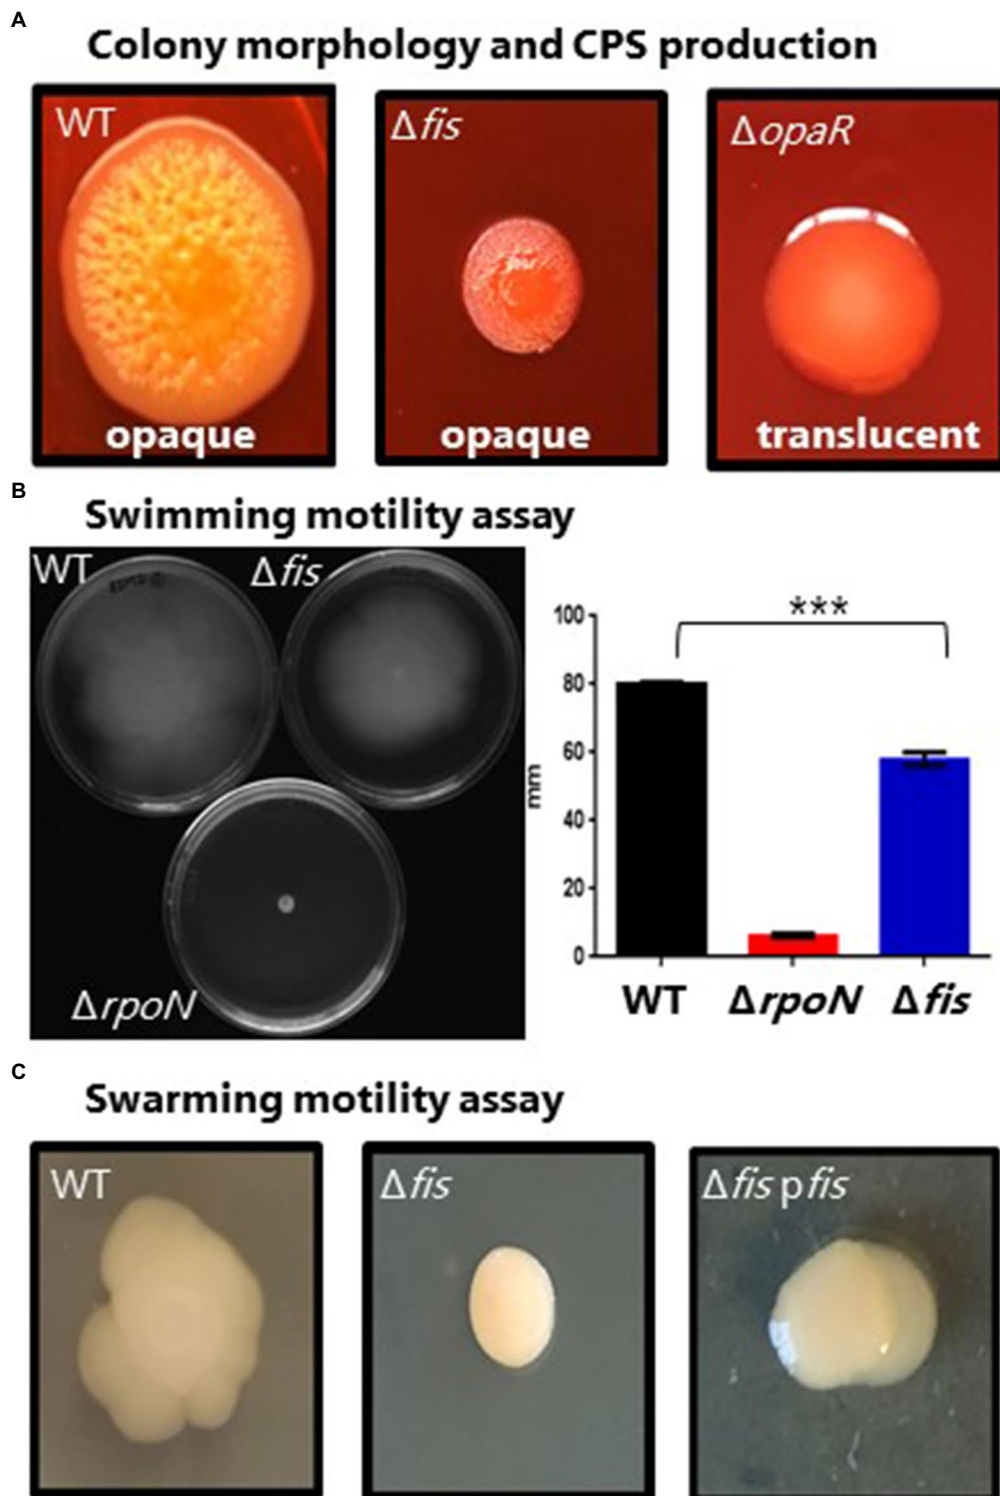 A
Colony morphology and CPS production
WT
Δfis
ΔopaR
opaque
opaque
translucent
B
Swimming motility assay
WT
Δfis
ΔrpoN
***
100
80
60
40
20
0
mm
WT
ΔrpoN
Δfis
C
Swarming motility assay
WT
Δfis
Δfis pfis